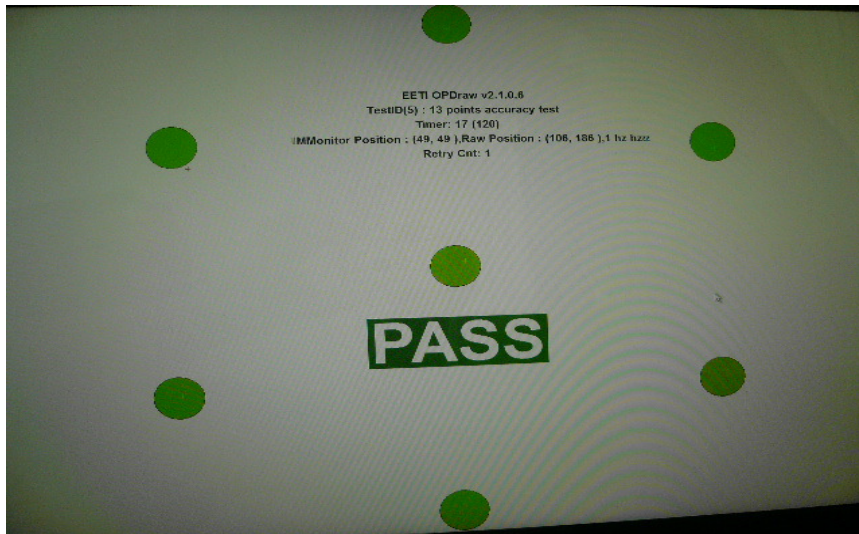 EETI OPDraw v2.1.0.6
TestID(5) : 13 points accuracy test
Timer: 17 (120)
Monitor Position : (49, 49 ),Raw Position : (106, 186 ),1 hz
Retry Cnt: 1
PASS